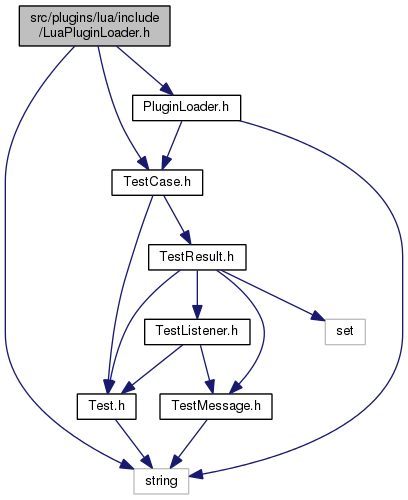 src/plugins/lua/include
/LuaPluginLoader.h
PluginLoader.h
TestCase.h
TestResult.h
TestListener.h
set
Test.h
TestMessage.h
string